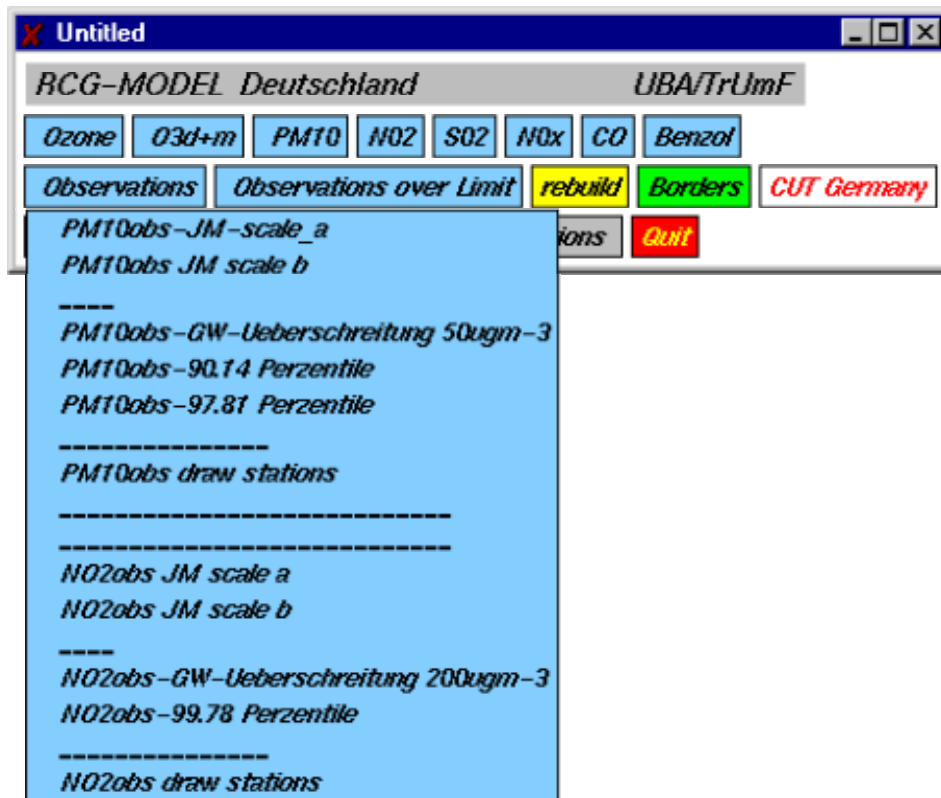 Untitled
RCG-MODEL Deutschland UBA/TrUmF
Ozone O3d+m PM10 NO2 SO2 NOx CO Benzol
Observations Observations over Limit rebuild Borders CUT Germany
Quit
PM10obs-JM-scale_a
PM10obs JM scale b
----
PM10obs-GW-Ueberschreitung 50ugm-3
PM10obs-90.14 Perzentile
PM10obs-97.81 Perzentile
---------------
PM10obs draw stations
----------------------------
----------------------------
NO2obs JM scale a
NO2obs JM scale b
----
NO2obs-GW-Ueberschreitung 200ugm-3
NO2obs-99.78 Perzentile
---------------
NO2obs draw stations